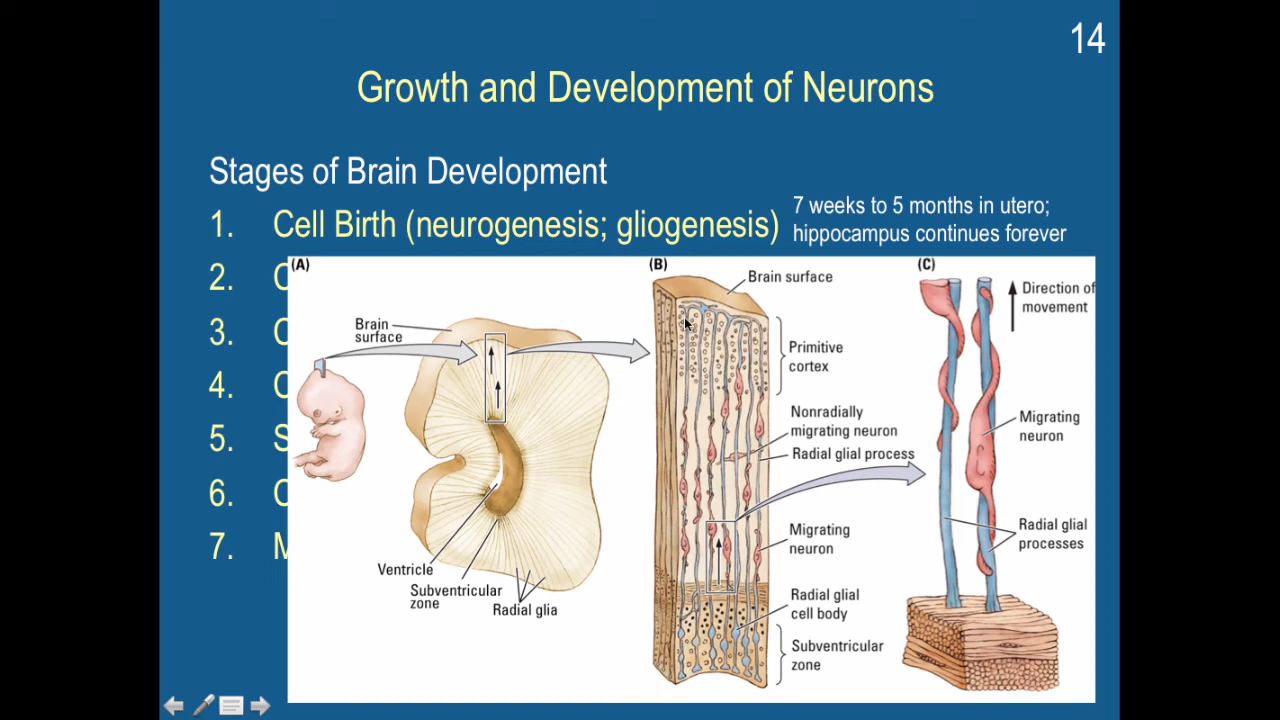 14
Growth and Development of Neurons
Stages of Brain Development
1. Cell Birth (neurogenesis; gliogenesis)
7 weeks to 5 months in utero;
hippocampus continues forever
2. C
3. C
4. C
5. S
6. C
7. M
(A)
Brain
surface
Ventricle
Subventricular
zone
Radial glia
(B)
Brain surface
Primitive
cortex
Nonradially
migrating neuron
Radial glial process
Migrating
neuron
Radial glial
cell body
Subventricular
zone
(C)
Direction of
movement
Migrating
neuron
Radial glial
processes